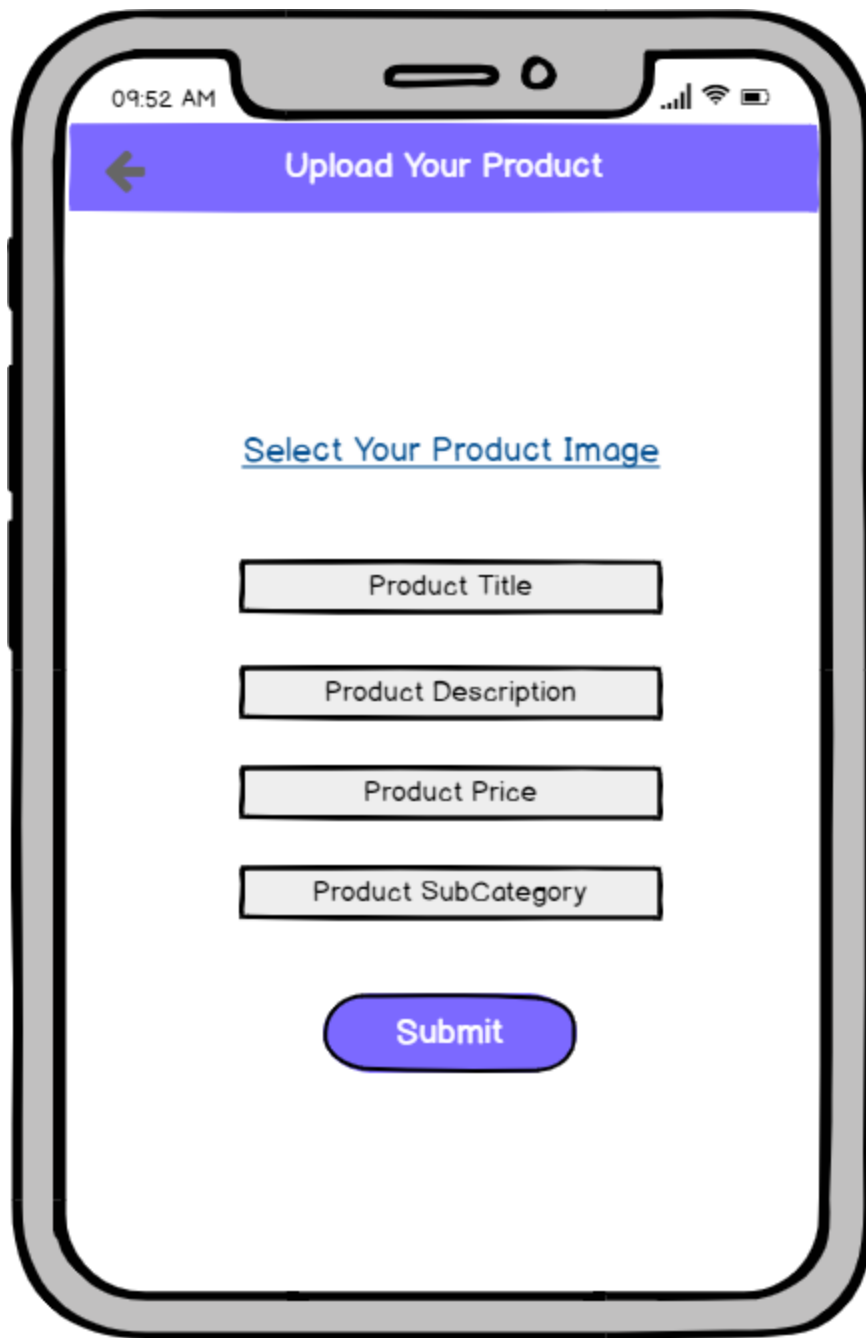 09:52 AM
Upload Your Product
Select Your Product Image
Product Title
Product Description
Product Price
Product SubCategory
Submit